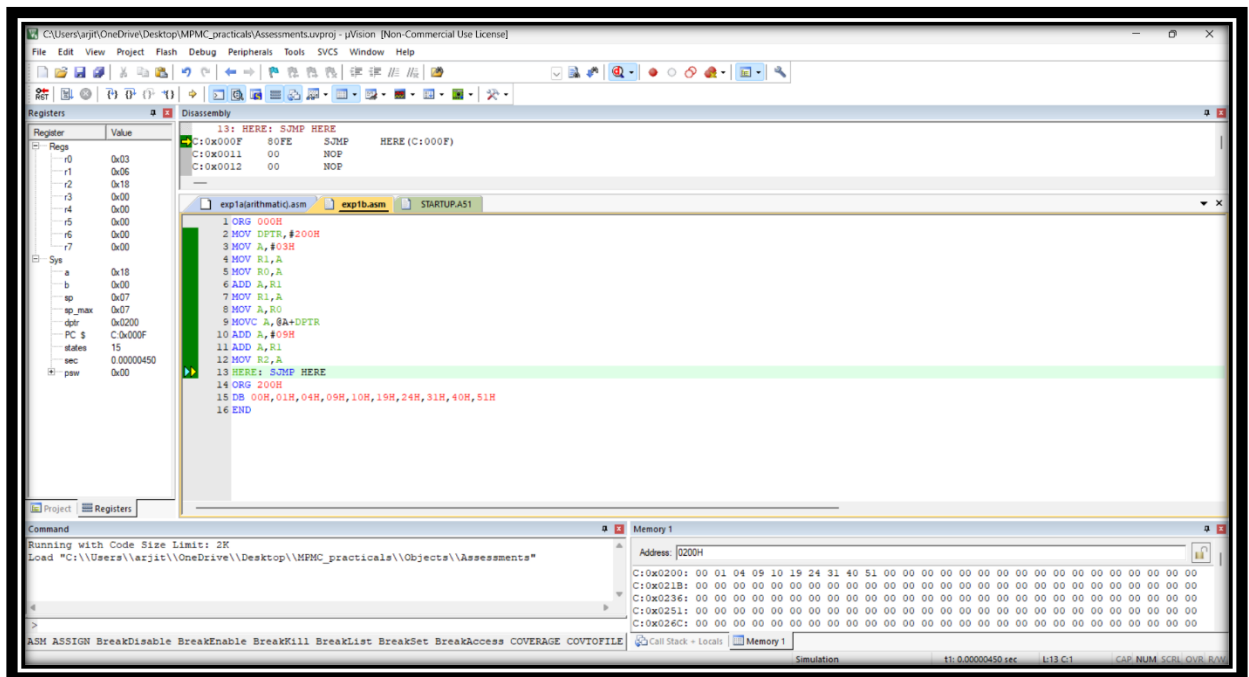 C:\Users\arjit\OneDrive\Desktop\MPMC_practicals\Assessments.uvproj - µVision [Non-Commercial Use License]
File Edit View Project Flash Debug Peripherals Tools SVCS Window Help
RST
Registers
Register Value
Regs
r0 0x03
r1 0x06
r2 0x18
r3 0x00
r4 0x00
r5 0x00
r6 0x00
r7 0x00
Sys
a 0x18
b 0x00
sp 0x07
sp_max 0x07
dptr 0x0200
PC $ C:0x000F
states 15
sec 0.00000450
psw 0x00
Project Registers
Disassembly
13: HERE: SJMP HERE
C:0x000F 80FE SJMP HERE(C:000F)
C:0x0011 00 NOP
C:0x0012 00 NOP
exp1a(arithmatic).asm exp1b.asm STARTUP.A51
1 ORG 000H
2 MOV DPTR,#200H
3 MOV A,#03H
4 MOV R1,A
5 MOV R0,A
6 ADD A,R1
7 MOV R1,A
8 MOV A,R0
9 MOVC A,@A+DPTR
10 ADD A,#09H
11 ADD A,R1
12 MOV R2,A
13 HERE: SJMP HERE
14 ORG 200H
15 DB 00H,01H,04H,09H,10H,19H,24H,31H,40H,51H
16 END
Command
Running with Code Size Limit: 2K
Load "C:\\Users\\arjit\\OneDrive\\Desktop\\MPMC_practicals\\Objects\\Assessments"
>
ASM ASSIGN BreakDisable BreakEnable BreakKill BreakList BreakSet BreakAccess COVERAGE COVTOFILE
Memory 1
Address: 0200H
C:0x0200: 00 01 04 09 10 19 24 31 40 51 00 00 00 00 00 00 00 00 00 00 00 00 00 00 00 00 00
C:0x021B: 00 00 00 00 00 00 00 00 00 00 00 00 00 00 00 00 00 00 00 00 00 00 00 00 00 00 00
C:0x0236: 00 00 00 00 00 00 00 00 00 00 00 00 00 00 00 00 00 00 00 00 00 00 00 00 00 00 00
C:0x0251: 00 00 00 00 00 00 00 00 00 00 00 00 00 00 00 00 00 00 00 00 00 00 00 00 00 00 00
C:0x026C: 00 00 00 00 00 00 00 00 00 00 00 00 00 00 00 00 00 00 00 00 00 00 00 00 00 00 00
Call Stack + Locals Memory 1
Simulation t1: 0.00000450 sec L:13 C:1 CAP NUM SCRL OVR R/W